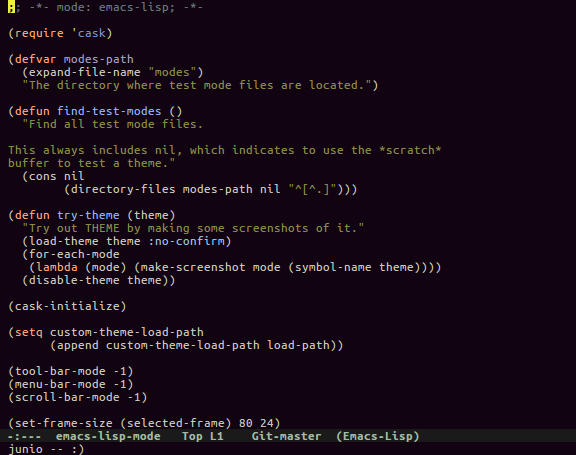 ;; -*- mode: emacs-lisp; -*-

(require 'cask)

(defvar modes-path
  (expand-file-name "modes")
  "The directory where test mode files are located.")

(defun find-test-modes ()
  "Find all test mode files.

This always includes nil, which indicates to use the *scratch*
buffer to test a theme."
  (cons nil
        (directory-files modes-path nil "^[^.]")))

(defun try-theme (theme)
  "Try out THEME by making some screenshots of it."
  (load-theme theme :no-confirm)
  (for-each-mode
   (lambda (mode) (make-screenshot mode (symbol-name theme))))
  (disable-theme theme))

(cask-initialize)

(setq custom-theme-load-path
      (append custom-theme-load-path load-path))

(tool-bar-mode -1)
(menu-bar-mode -1)
(scroll-bar-mode -1)

(set-frame-size (selected-frame) 80 24)
-:---  emacs-lisp-mode   Top L1    Git-master  (Emacs-Lisp)
junio -- :)